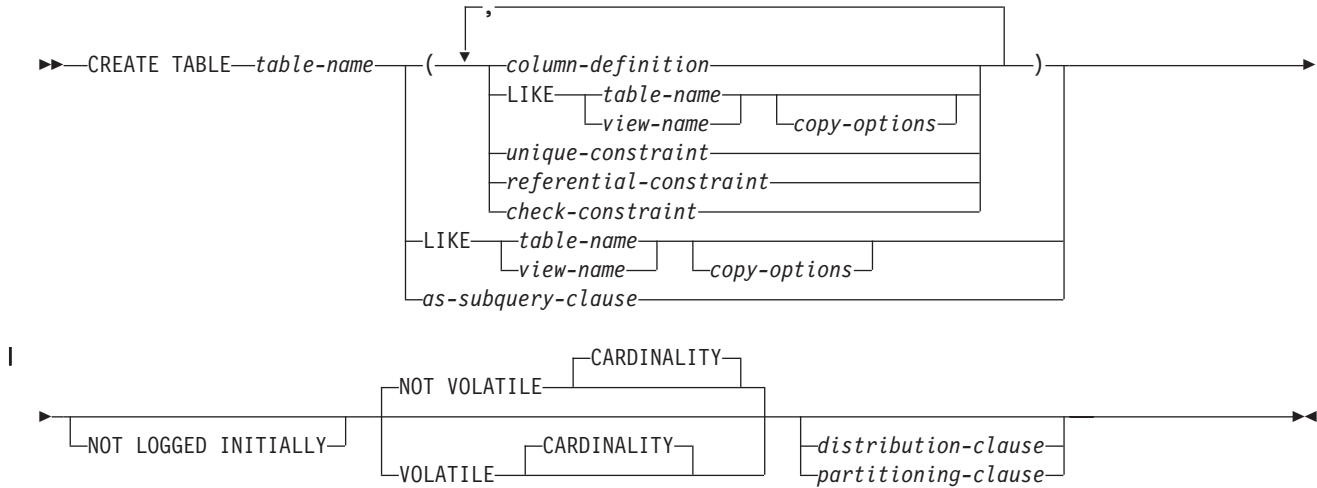 ,
CREATE TABLE table-name ( column-definition )
LIKE table-name
view-name copy-options
unique-constraint
referential-constraint
check-constraint
LIKE table-name
view-name copy-options
as-subquery-clause
CARDINALITY
NOT VOLATILE
NOT LOGGED INITIALLY CARDINALITY distribution-clause
VOLATILE partitioning-clause